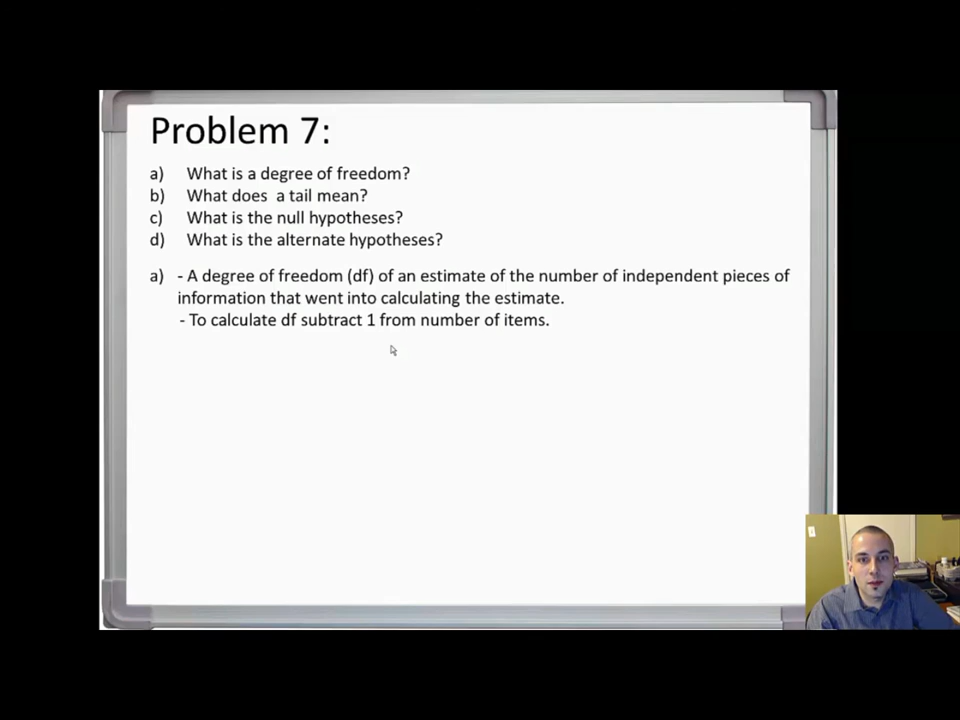 Problem 7:
a) What is a degree of freedom?
b) What does a tail mean?
c) What is the null hypotheses?
d) What is the alternate hypotheses?
a) - A degree of freedom (df) of an estimate of the number of independent pieces of
information that went into calculating the estimate.
- To calculate df subtract 1 from number of items.